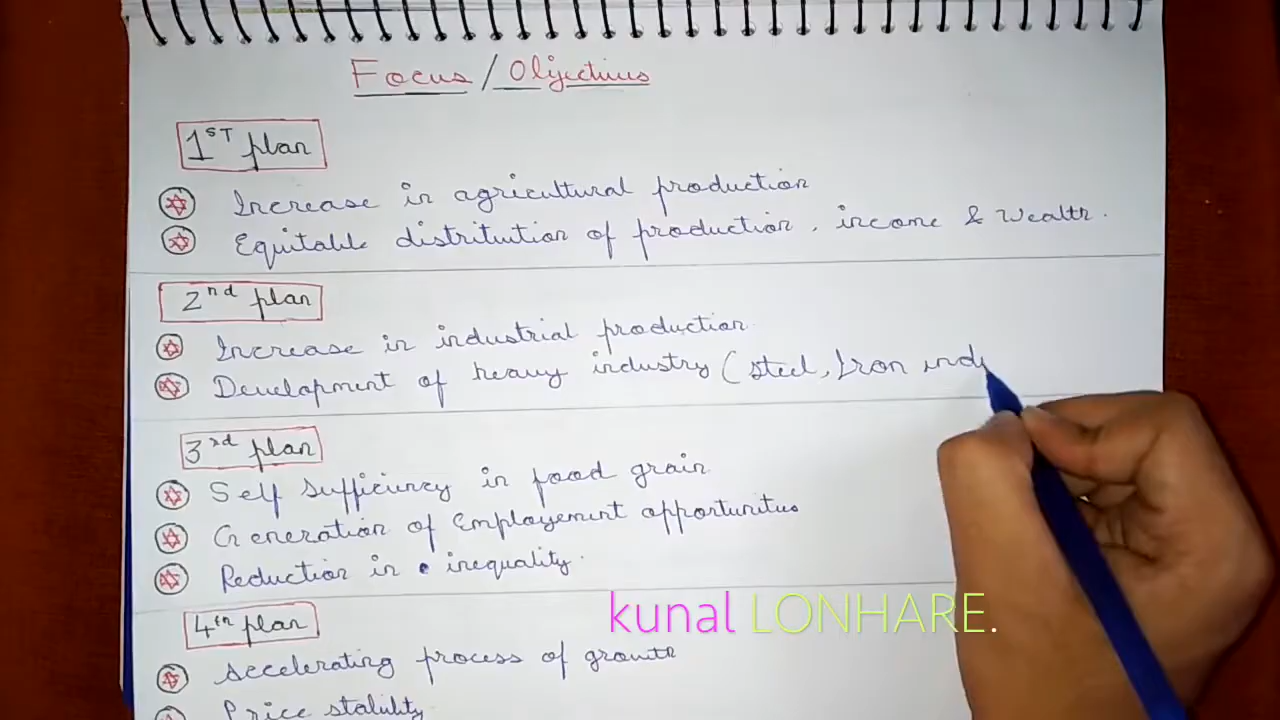 Focus / Objectives
1ST plan
Increase in agricultural production
Equitable distribution of production, income & Wealth.
2nd plan
Increase in industrial production
Development of heavy industry ( steel, Iron indu
3rd plan
Self sufficiency in food grain
Generation of Employement opportunities
Reduction in inequality.
kunal LONHARE.
4th plan
Accelerating process of growth
Price stability